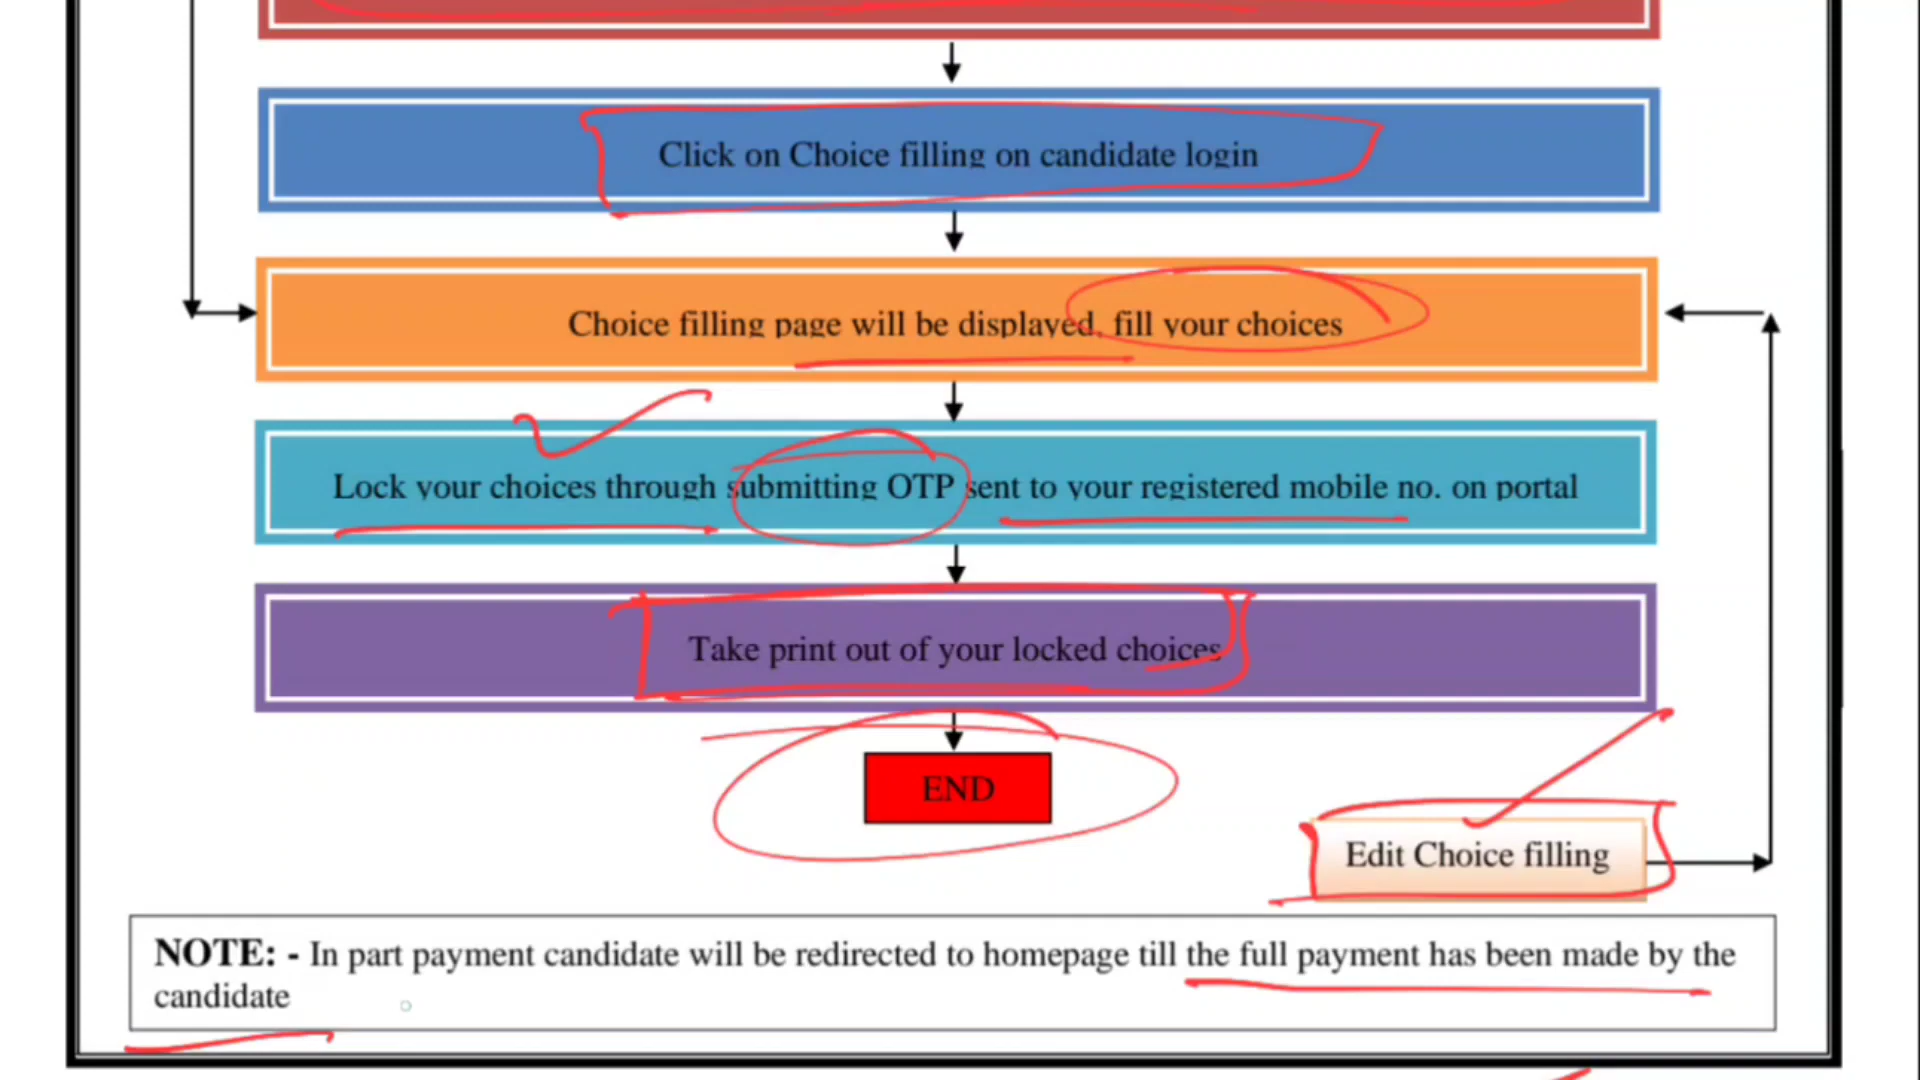 Click on Choice filling on candidate login
Choice filling page will be displayed, fill your choices
Lock your choices through submitting OTP sent to your registered mobile no. on portal
Take print out of your locked choices
END
Edit Choice filling
NOTE: - In part payment candidate will be redirected to homepage till the full payment has been made by the
candidate